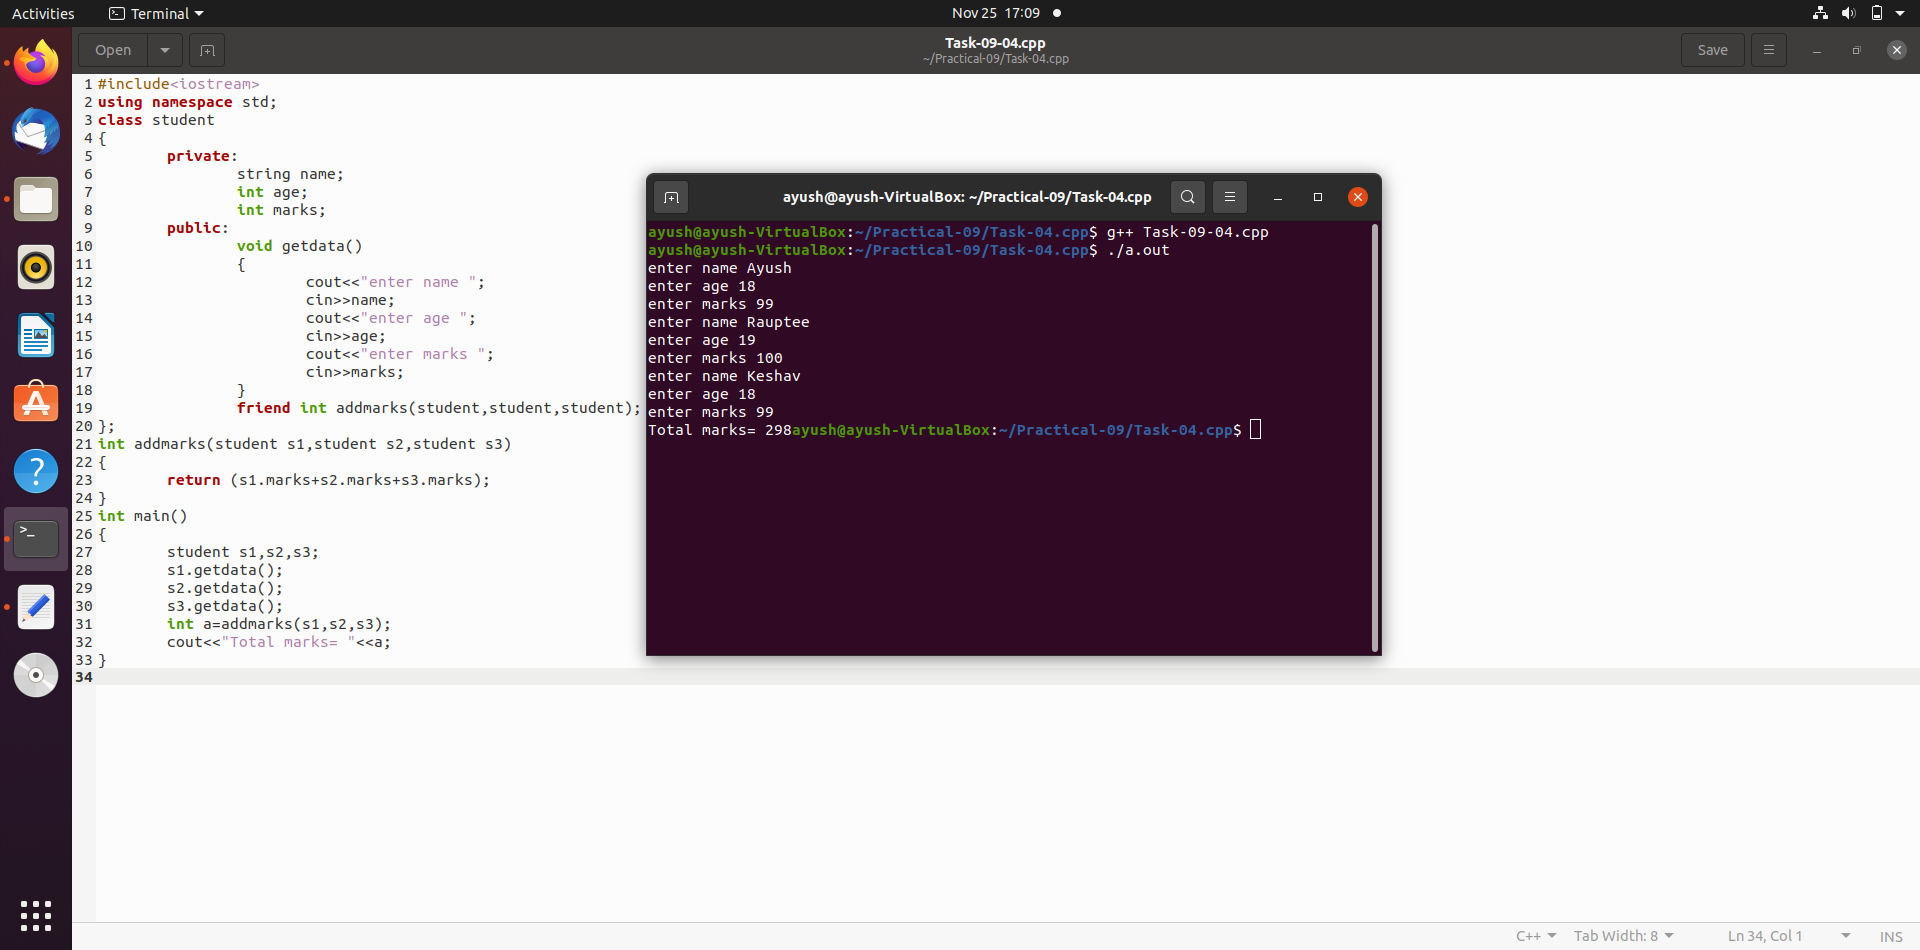 Activities Terminal Nov 25 17:09
Open Task-09-04.cpp Save
~/Practical-09/Task-04.cpp
1 #include<iostream>
2 using namespace std;
3 class student
4 {
5 private:
6 string name;
7 int age;
8 int marks;
9 public:
10 void getdata()
11 {
12 cout<<"enter name ";
13 cin>>name;
14 cout<<"enter age ";
15 cin>>age;
16 cout<<"enter marks ";
17 cin>>marks;
18 }
19 friend int addmarks(student,student,student);
20 };
21 int addmarks(student s1,student s2,student s3)
22 {
23 return (s1.marks+s2.marks+s3.marks);
24 }
25 int main()
26 {
27 student s1,s2,s3;
28 s1.getdata();
29 s2.getdata();
30 s3.getdata();
31 int a=addmarks(s1,s2,s3);
32 cout<<"Total marks= "<<a;
33 }
34
ayush@ayush-VirtualBox: ~/Practical-09/Task-04.cpp
ayush@ayush-VirtualBox:~/Practical-09/Task-04.cpp$ g++ Task-09-04.cpp
ayush@ayush-VirtualBox:~/Practical-09/Task-04.cpp$ ./a.out
enter name Ayush
enter age 18
enter marks 99
enter name Rauptee
enter age 19
enter marks 100
enter name Keshav
enter age 18
enter marks 99
Total marks= 298ayush@ayush-VirtualBox:~/Practical-09/Task-04.cpp$
C++ Tab Width: 8 Ln 34, Col 1 INS